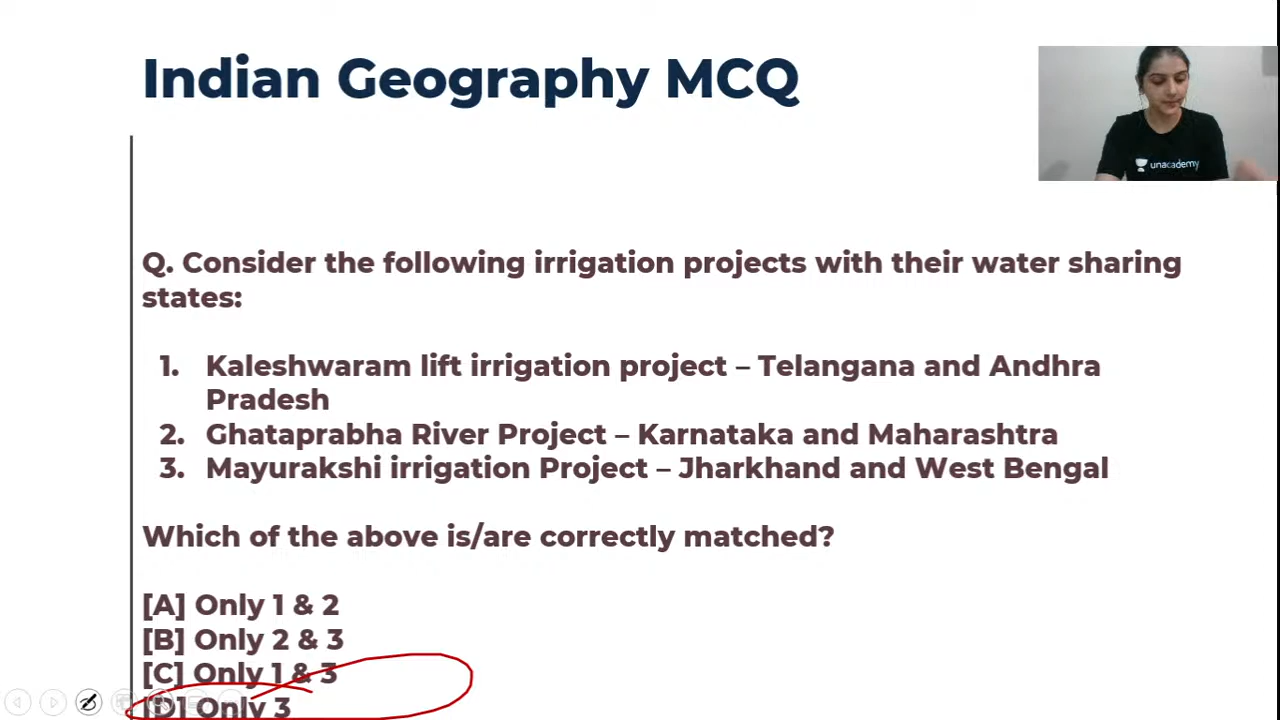 Indian Geography MCQ
unacademy
Q. Consider the following irrigation projects with their water sharing
states:
1. Kaleshwaram lift irrigation project – Telangana and Andhra
Pradesh
2. Ghataprabha River Project – Karnataka and Maharashtra
3. Mayurakshi irrigation Project – Jharkhand and West Bengal
Which of the above is/are correctly matched?
[A] Only 1 & 2
[B] Only 2 & 3
[C] Only 1 & 3
[D] Only 3